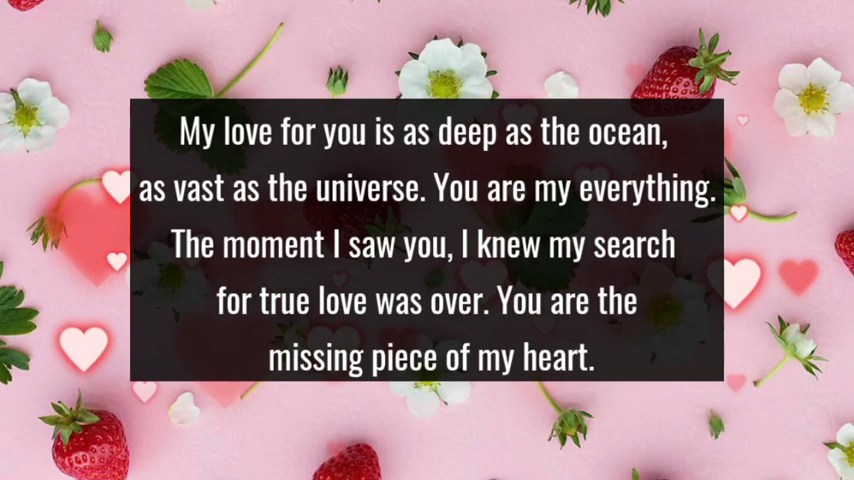 My love for you is as deep as the ocean,
as vast as the universe. You are my everything.
The moment I saw you, I knew my search
for true love was over. You are the
missing piece of my heart.